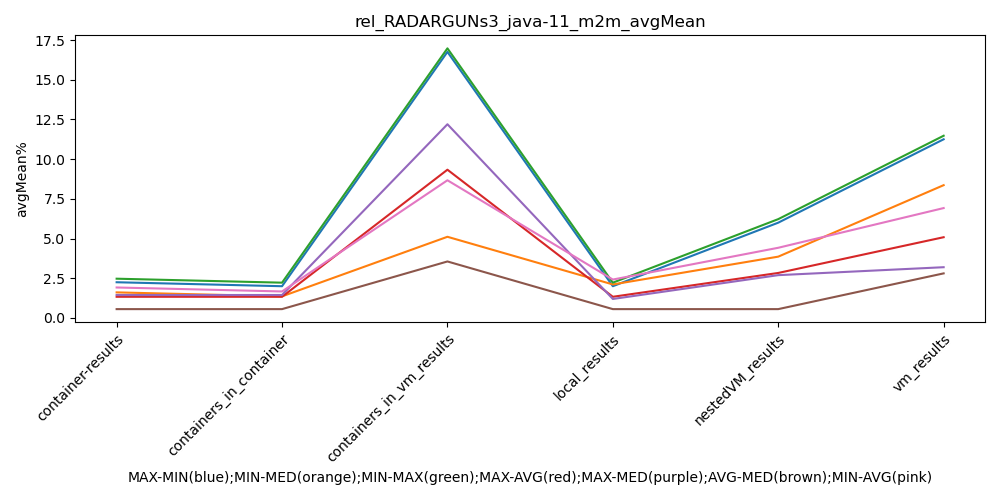 rel_RADARGUNs3_java-11_m2m_avgMean
17.5
15.0
12.5
10.0
7.5
5.0
2.5
0.0
avgMean%
container-results
containers_in_container
containers_in_vm_results
local_results
nestedVM_results
vm_results
MAX-MIN(blue);MIN-MED(orange);MIN-MAX(green);MAX-AVG(red);MAX-MED(purple);AVG-MED(brown);MIN-AVG(pink)